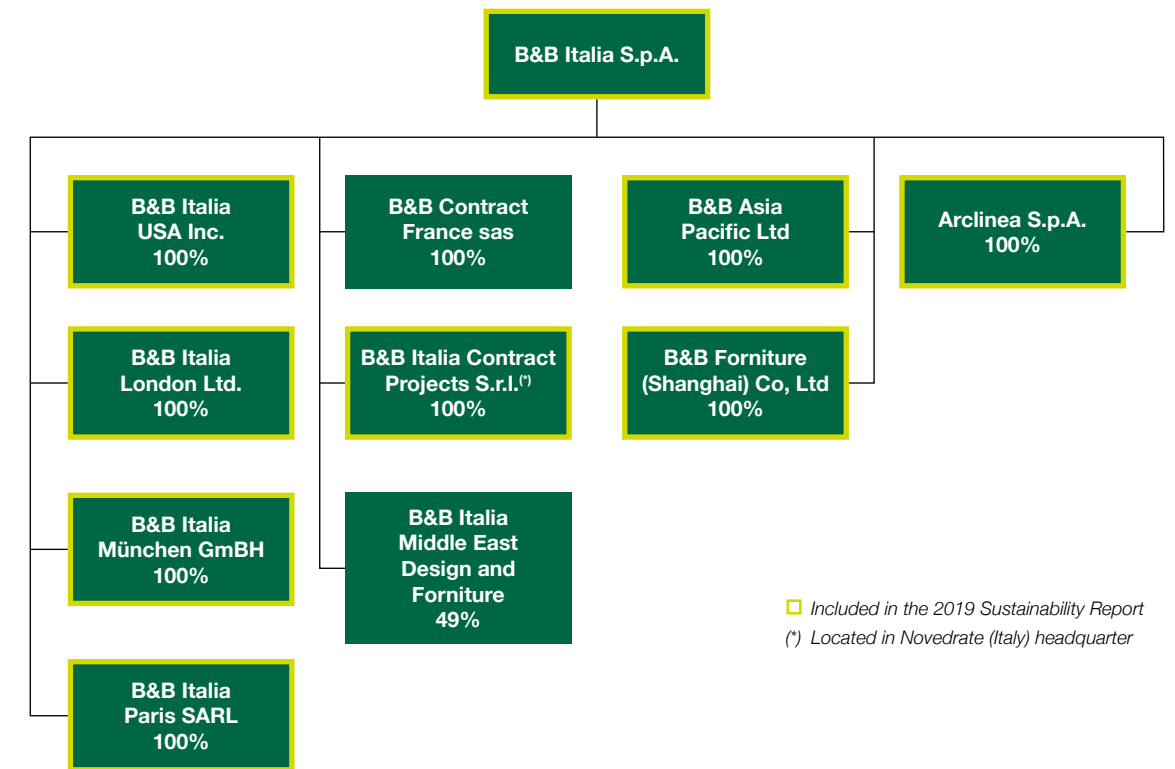 B&B Italia S.p.A.
B&B Italia
USA Inc.
100%
B&B Contract
France sas
100%
B&B Asia
Pacific Ltd
100%
Arclinea S.p.A.
100%
B&B Italia
London Ltd.
100%
B&B Italia Contract
Projects S.r.l.(*)
100%
B&B Forniture
(Shanghai) Co, Ltd
100%
B&B Italia
München GmBH
100%
B&B Italia
Middle East
Design and
Forniture
49%
B&B Italia
Paris SARL
100%
Included in the 2019 Sustainability Report
(*) Located in Novedrate (Italy) headquarter